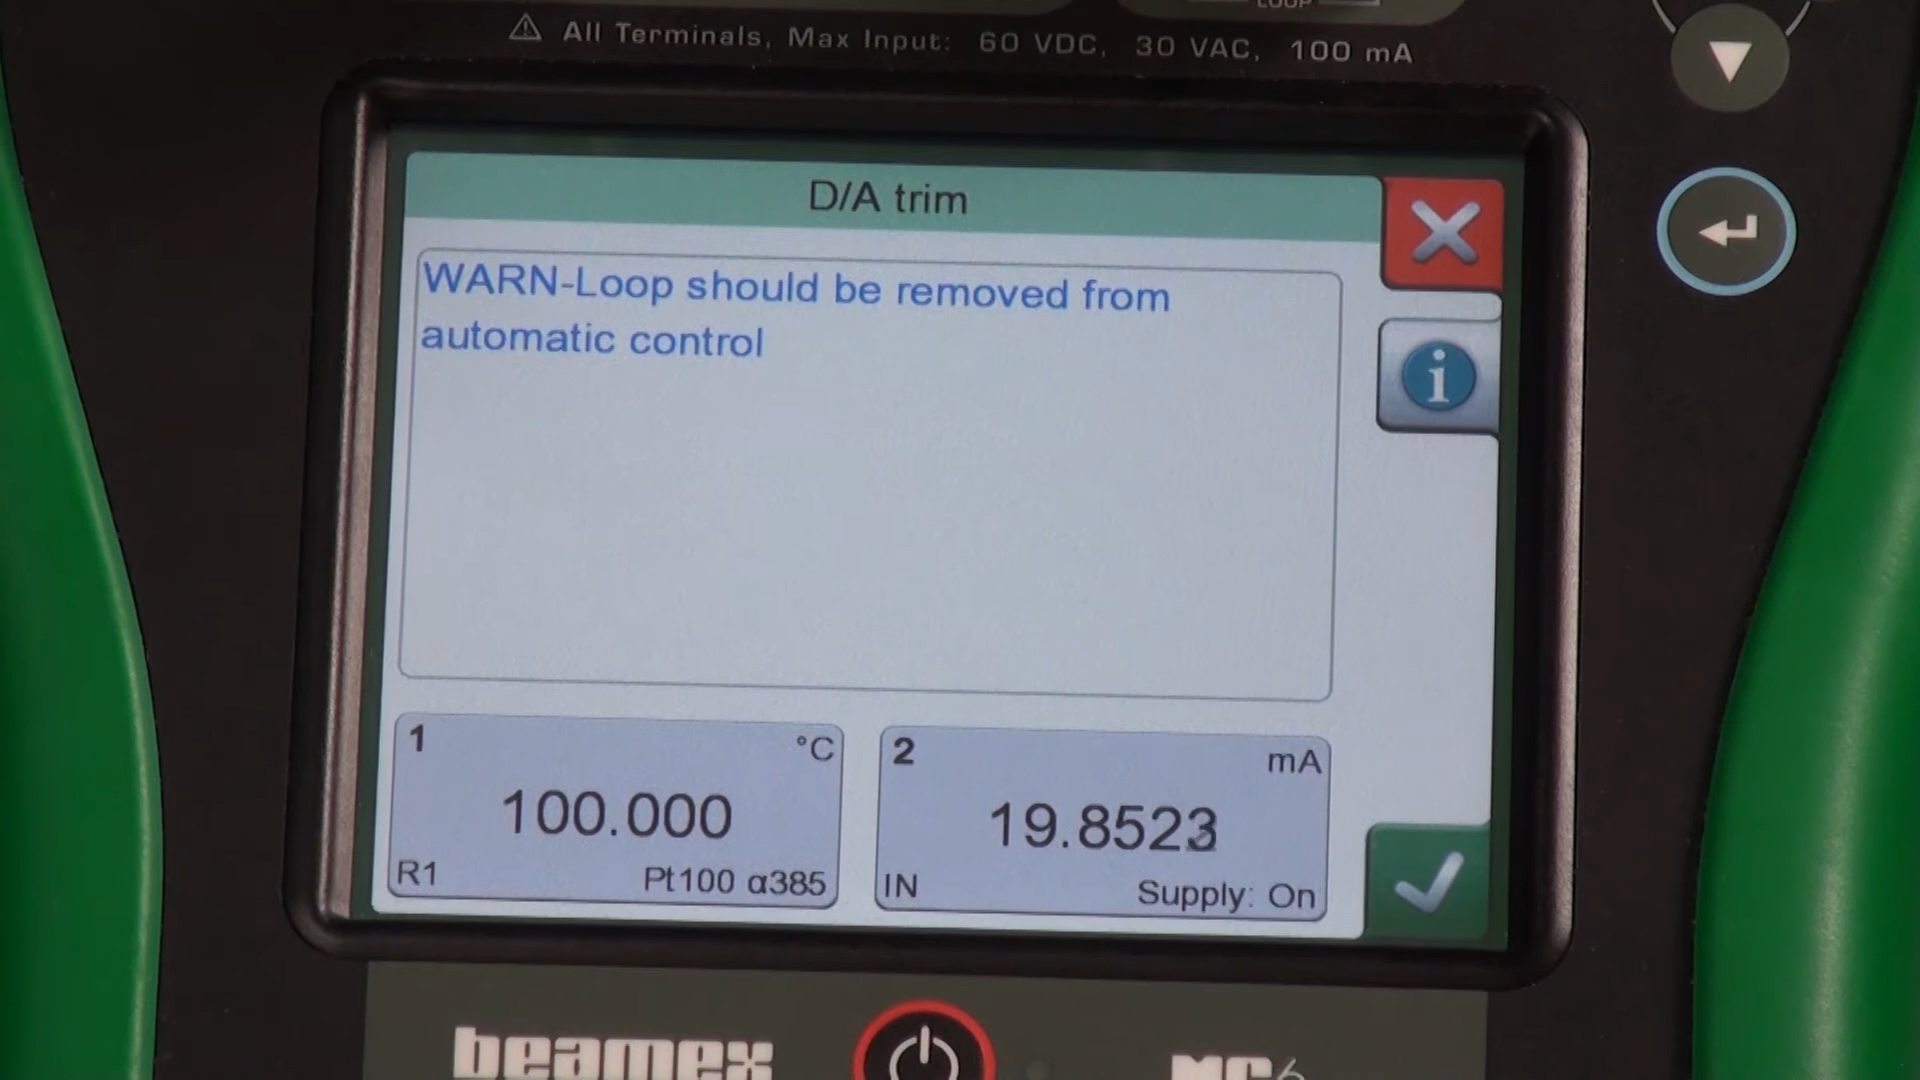 LOOP
All Terminals, Max Input: 60 VDC, 30 VAC, 100 mA
D/A trim
WARN-Loop should be removed from
automatic control
1 °C
100.000
R1 Pt100 α385
2 mA
19.8523
IN Supply: On
beamex MC6